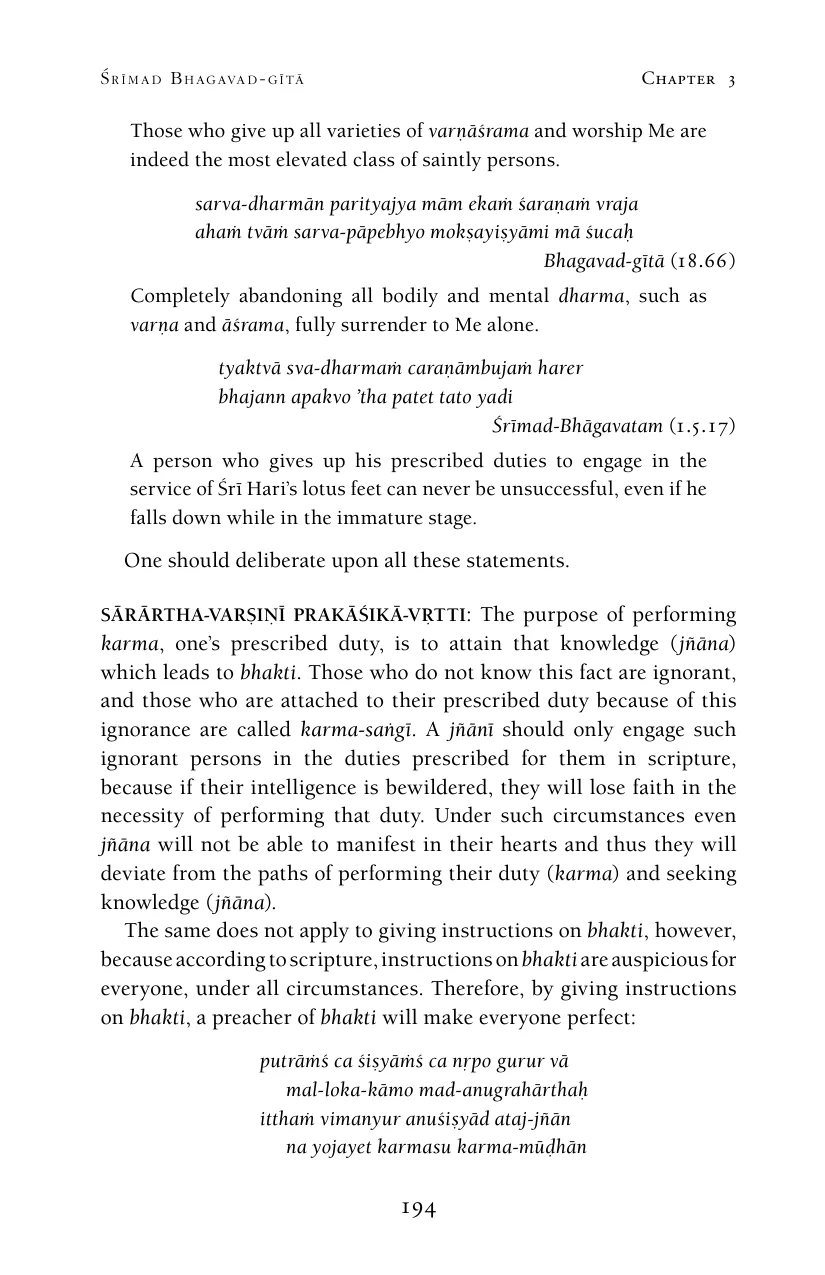 Śrīmad Bhagavad-gītā Chapter 3
Those who give up all varieties of varṇāśrama and worship Me are
indeed the most elevated class of saintly persons.
sarva-dharmān parityajya mām ekaṁ śaraṇaṁ vraja
ahaṁ tvāṁ sarva-pāpebhyo mokṣayiṣyāmi mā śucaḥ
Bhagavad-gītā (18.66)
Completely abandoning all bodily and mental dharma, such as
varṇa and āśrama, fully surrender to Me alone.
tyaktvā sva-dharmaṁ caraṇāmbujaṁ harer
bhajann apakvo ’tha patet tato yadi
Śrīmad-Bhāgavatam (1.5.17)
A person who gives up his prescribed duties to engage in the
service of Śrī Hari’s lotus feet can never be unsuccessful, even if he
falls down while in the immature stage.
One should deliberate upon all these statements.
SĀRĀRTHA-VARṢIṆĪ PRAKĀŚIKĀ-VṚTTI: The purpose of performing
karma, one’s prescribed duty, is to attain that knowledge (jñāna)
which leads to bhakti. Those who do not know this fact are ignorant,
and those who are attached to their prescribed duty because of this
ignorance are called karma-saṅgī. A jñānī should only engage such
ignorant persons in the duties prescribed for them in scripture,
because if their intelligence is bewildered, they will lose faith in the
necessity of performing that duty. Under such circumstances even
jñāna will not be able to manifest in their hearts and thus they will
deviate from the paths of performing their duty (karma) and seeking
knowledge (jñāna).
The same does not apply to giving instructions on bhakti, however,
because according to scripture, instructions on bhakti are auspicious for
everyone, under all circumstances. Therefore, by giving instructions
on bhakti, a preacher of bhakti will make everyone perfect:
putrāṁś ca śiṣyāṁś ca nṛpo gurur vā
mal-loka-kāmo mad-anugrahārthaḥ
itthaṁ vimanyur anuśiṣyād ataj-jñān
na yojayet karmasu karma-mūḍhān
194